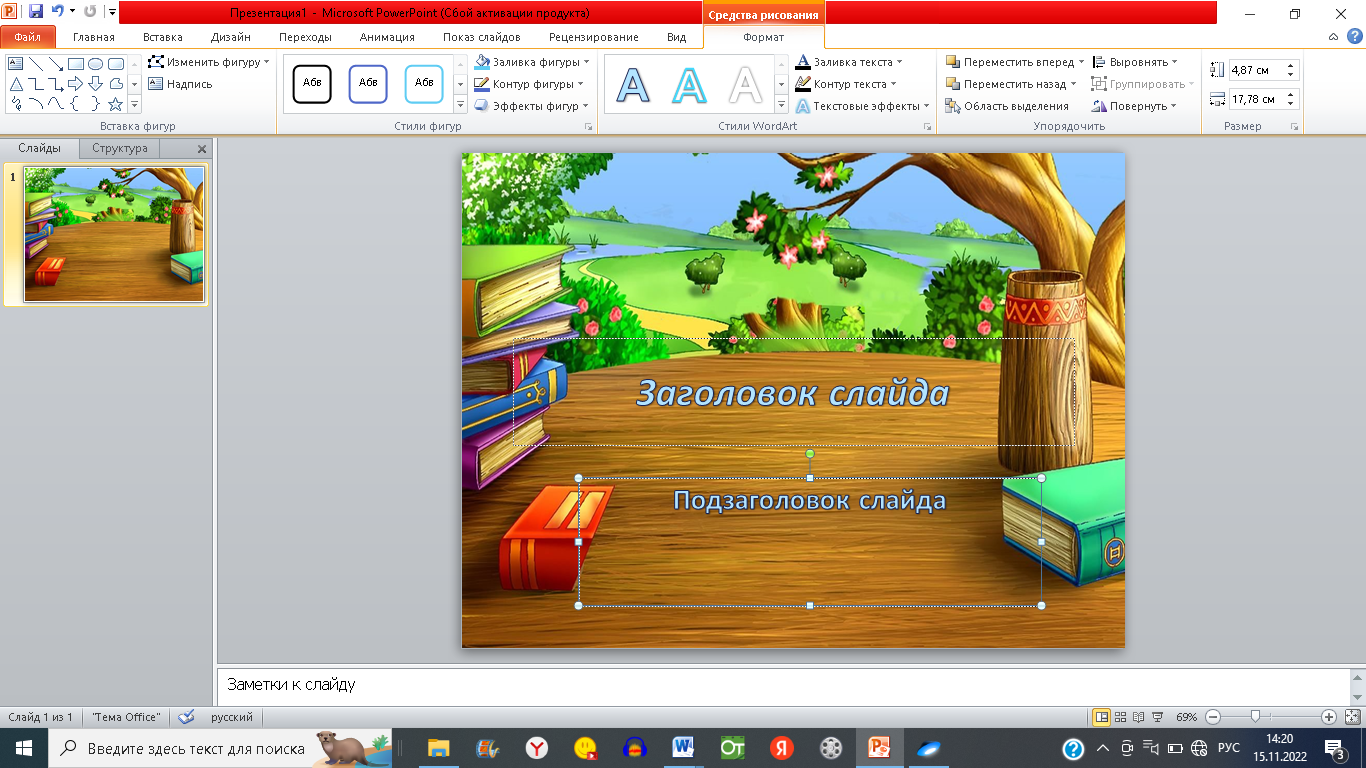 Презентация1 - Microsoft PowerPoint (Сбой активации продукта)
Средства рисования
Файл Главная Вставка Дизайн Переходы Анимация Показ слайдов Рецензирование Вид Формат
Изменить фигуру
Надпись
Вставка фигур
Абв Абв Абв
Заливка фигуры
Контур фигуры
Эффекты фигур
Стили фигур
А А А
Заливка текста
Контур текста
Текстовые эффекты
Стили WordArt
Переместить вперед
Переместить назад
Область выделения
Выровнять
Группировать
Повернуть
Упорядочить
4,87 см
17,78 см
Размер
Слайды Структура
1
Заголовок слайда
Подзаголовок слайда
Заметки к слайду
Слайд 1 из 1 "Тема Office" русский 69%
Введите здесь текст для поиска
РУС
14:20
15.11.2022
3